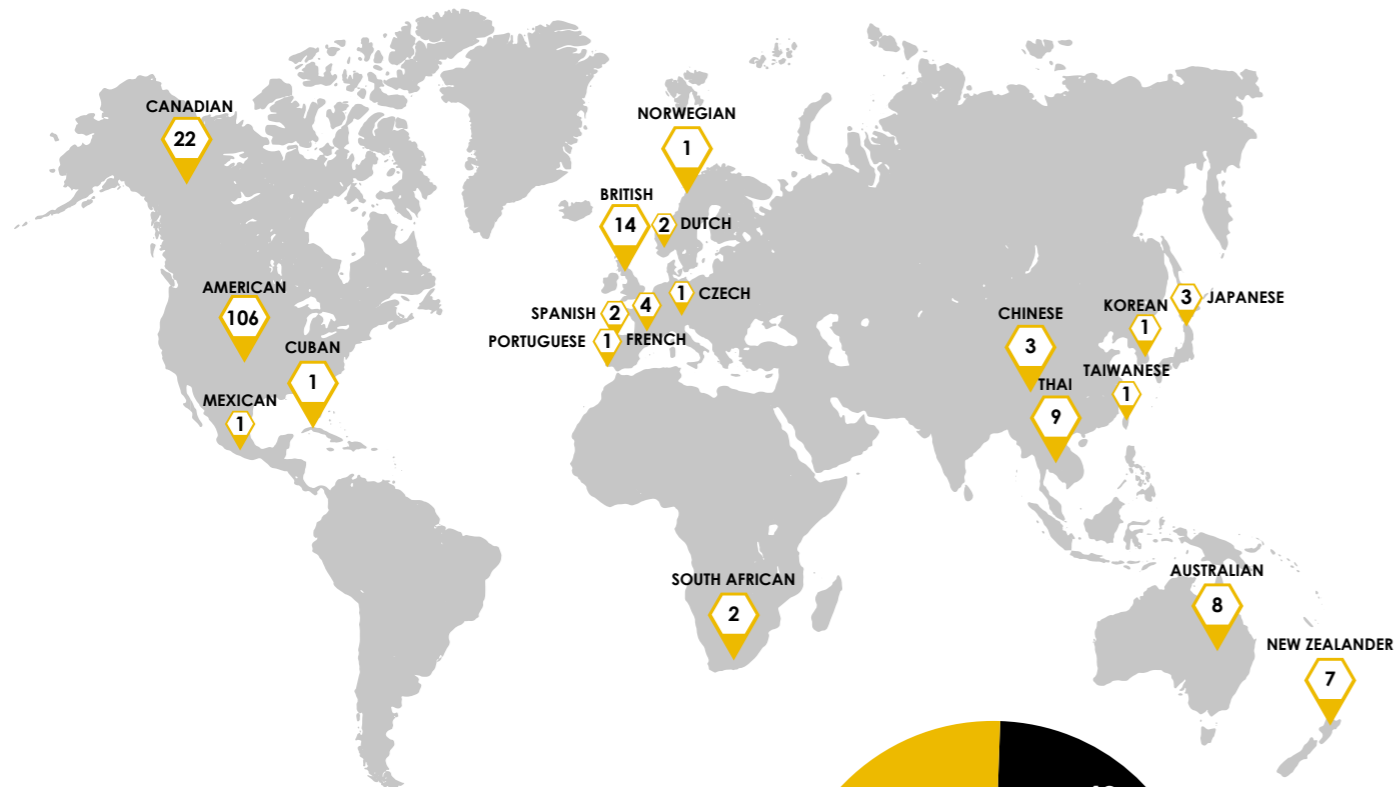 CANADIAN
22
NORWEGIAN
1
BRITISH
14
2 DUTCH
AMERICAN
106
SPANISH 2
4
1 CZECH
PORTUGUESE 1
FRENCH
CUBAN
1
MEXICAN
1
CHINESE
3
KOREAN
1
3 JAPANESE
THAI
9
TAIWANESE
1
SOUTH AFRICAN
2
AUSTRALIAN
8
NEW ZEALANDER
7